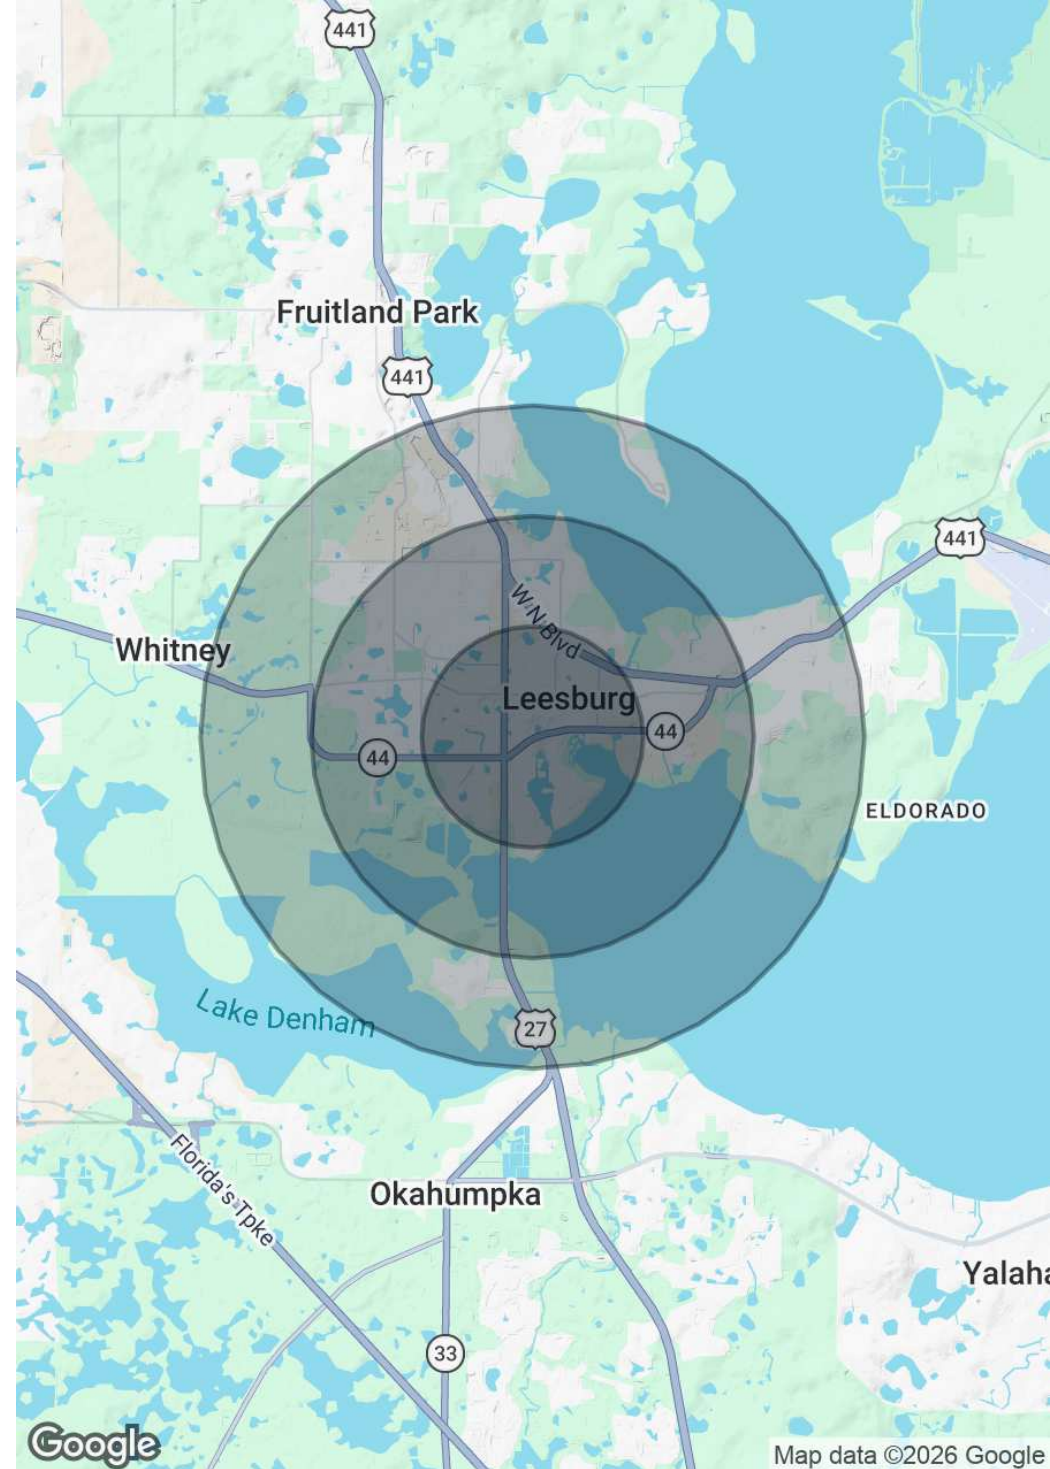 441
Fruitland Park
441
441
W N Blvd
Whitney
Leesburg
44
44
ELDORADO
Lake Denham
27
Florida's Tpke
Okahumpka
Yalaha
33
Google
Map data ©2026 Google